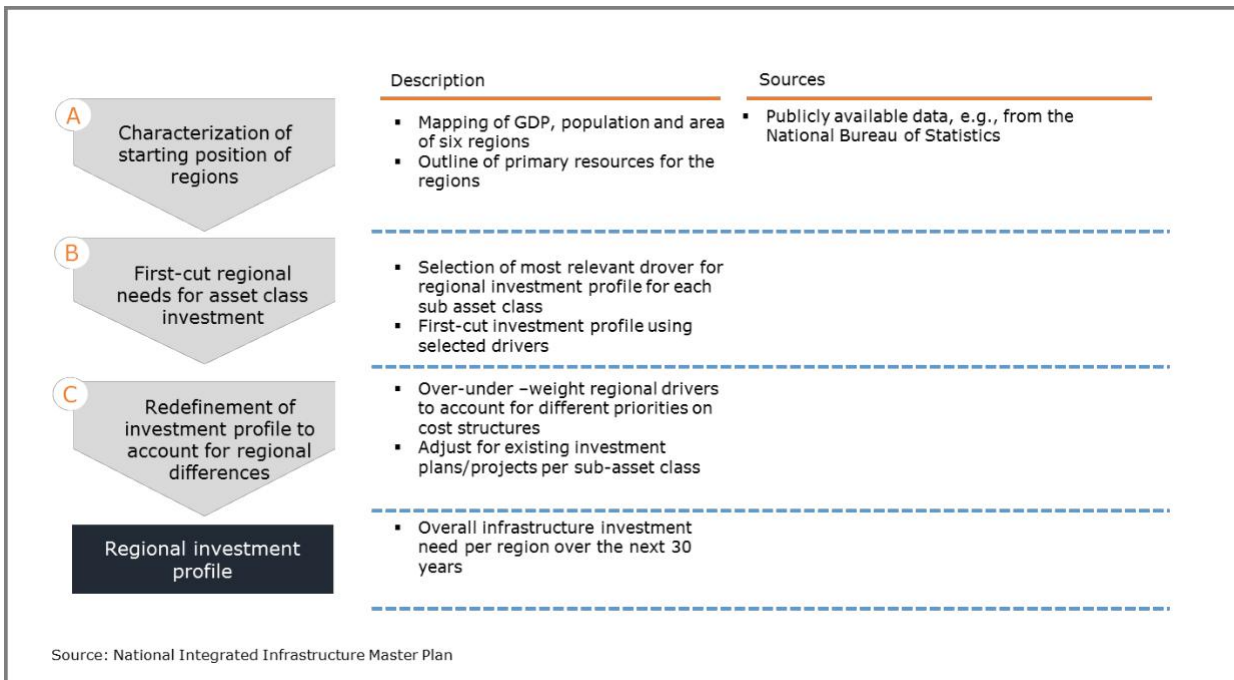 Description
Sources
A
Characterization of
starting position of
regions
▪ Mapping of GDP, population and area
of six regions
▪ Outline of primary resources for the
regions
▪ Publicly available data, e.g., from the
National Bureau of Statistics
B
First-cut regional
needs for asset class
investment
▪ Selection of most relevant drover for
regional investment profile for each
sub asset class
▪ First-cut investment profile using
selected drivers
C
Redefinement of
investment profile to
account for regional
differences
▪ Over-under –weight regional drivers
to account for different priorities on
cost structures
▪ Adjust for existing investment
plans/projects per sub-asset class
Regional investment
profile
▪ Overall infrastructure investment
need per region over the next 30
years
Source: National Integrated Infrastructure Master Plan